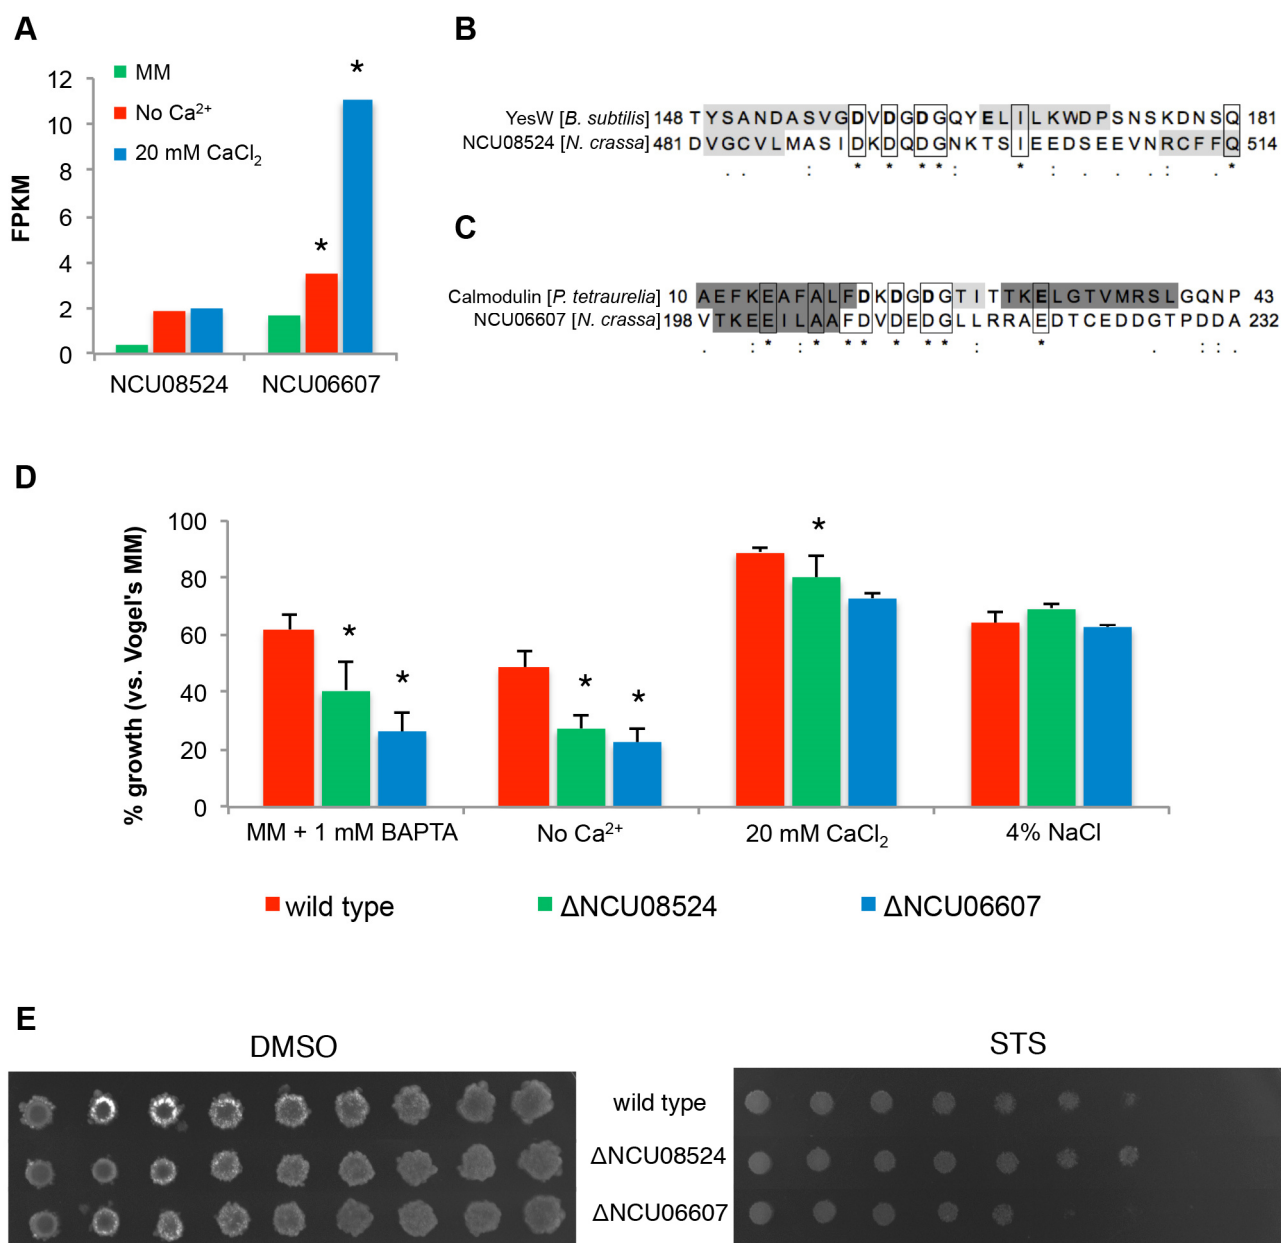 A
MM
No Ca²⁺
20 mM CaCl₂
FPKM
12
10
8
6
4
2
0
*
*
NCU08524
NCU06607
B
YesW [B. subtilis] 148 T Y S A N D A S V G D V D G D G Q Y E L I L K W D P S N S K D N S Q 181
NCU08524 [N. crassa] 481 D V G C V L M A S I D K D Q D G N K T S I E E D S E E V N R C F F Q 514
. . : * * * * : * : . . . : . *
C
Calmodulin [P. tetraurelia] 10 A E F K E A F A L F D K D G D G T I T T K E L G T V M R S L G Q N P 43
NCU06607 [N. crassa] 198 V T K E E I L A A F D V D E D G L L R R A E D T C E D D G T P D D A 232
. : * : * * * * * * : * . : : .
D
% growth (vs. Vogel's MM)
100
80
60
40
20
0
* * * * *
MM + 1 mM BAPTA
No Ca²⁺
20 mM CaCl₂
4% NaCl
wild type
ΔNCU08524
ΔNCU06607
E
DMSO
STS
wild type
ΔNCU08524
ΔNCU06607